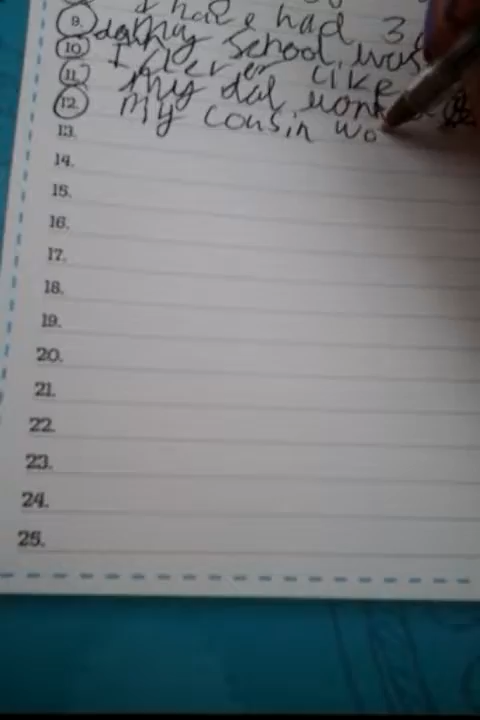 I have had 3
9. my School was
10. I never like
11. my dad work
12. my cousin wo
13.
14.
15.
16.
17.
18.
19.
20.
21.
22.
23.
24.
25.